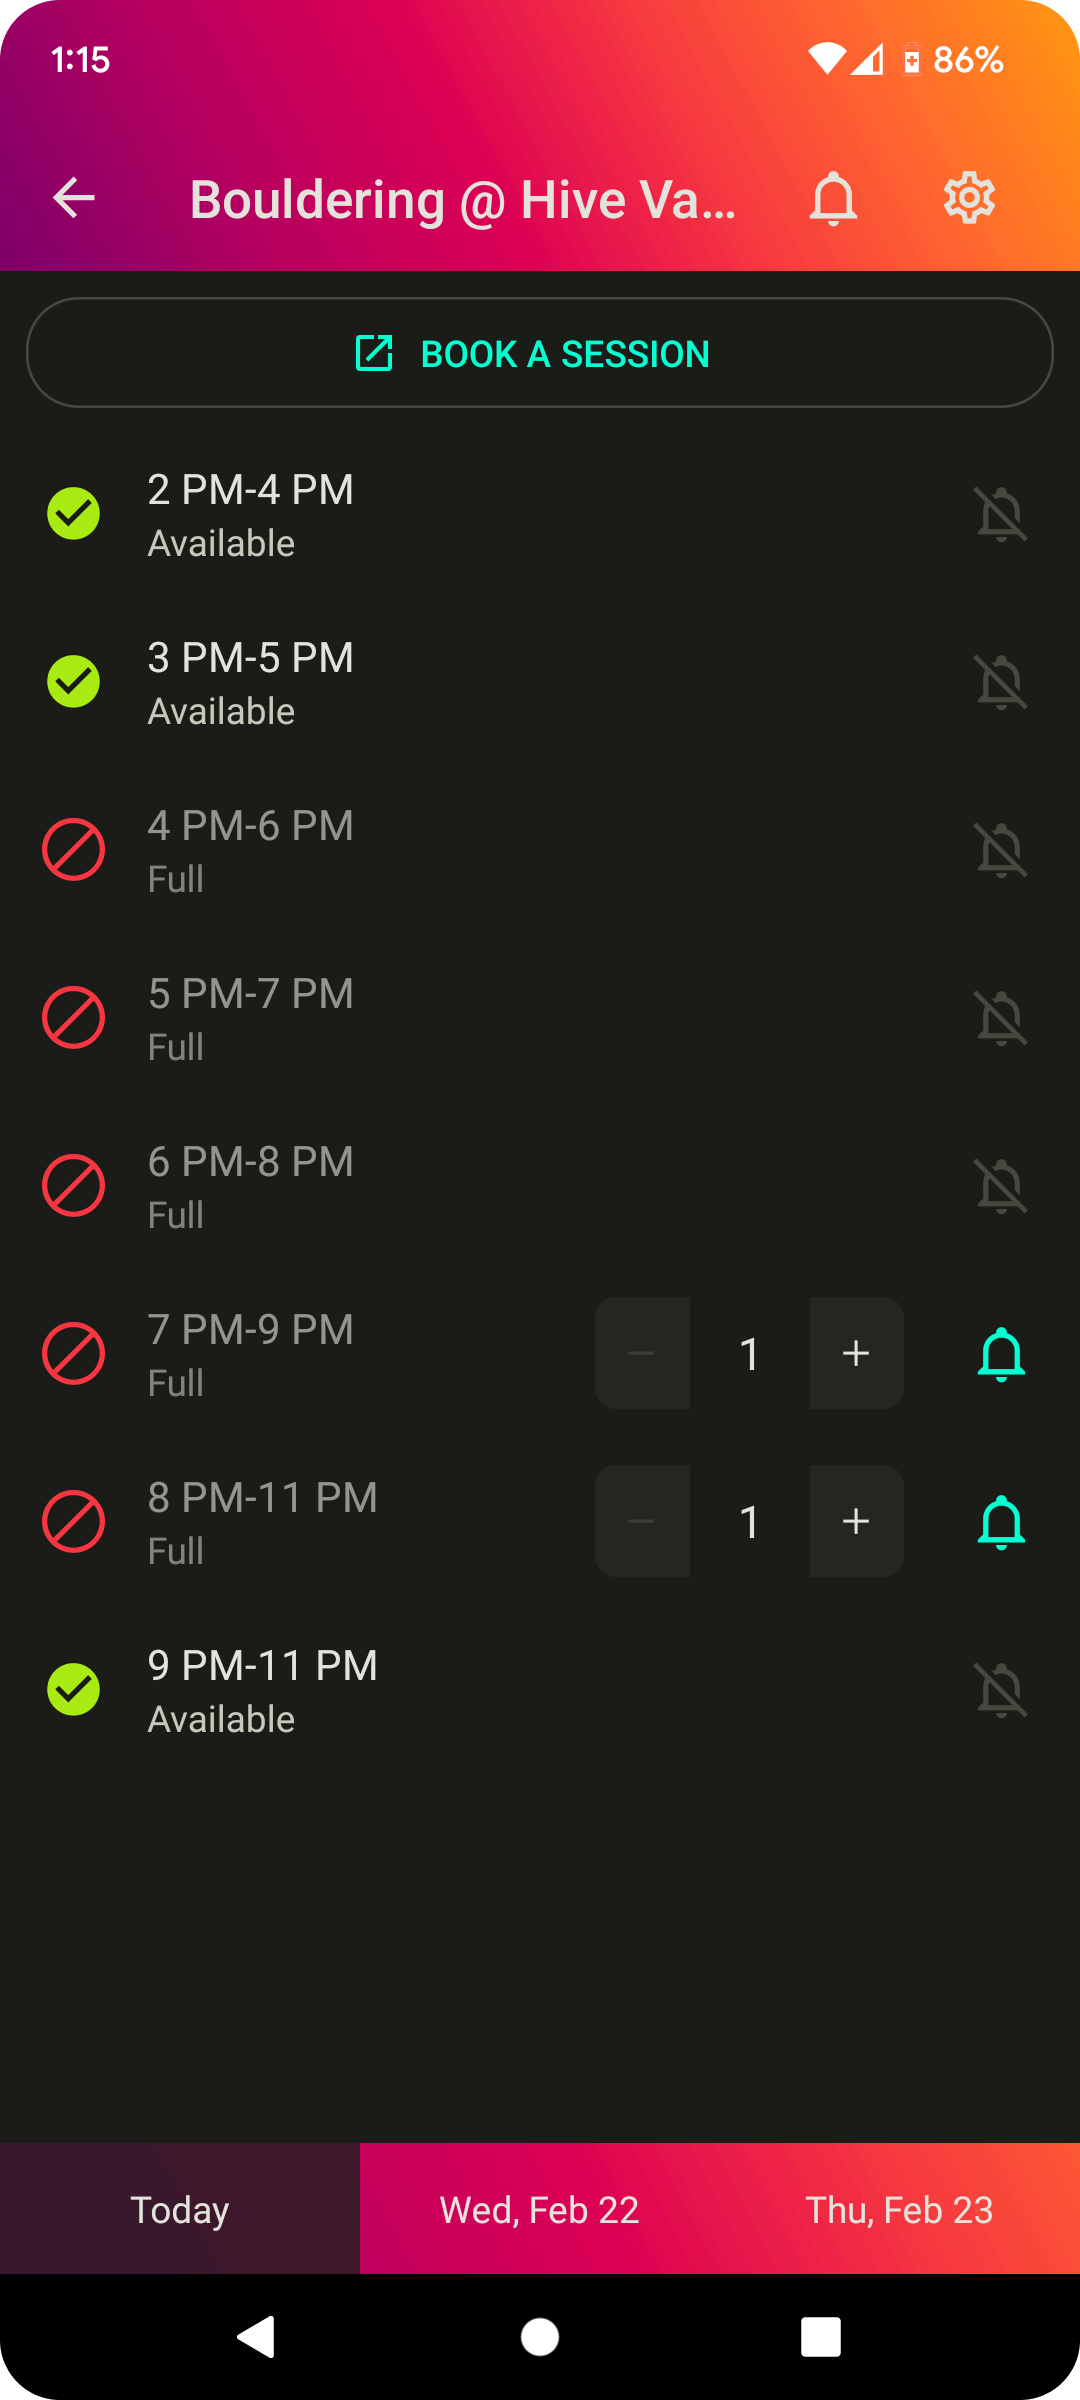 1:15
86%
Bouldering @ Hive Va...
BOOK A SESSION
2 PM-4 PM
Available
3 PM-5 PM
Available
4 PM-6 PM
Full
5 PM-7 PM
Full
6 PM-8 PM
Full
7 PM-9 PM
Full
− 1 +
8 PM-11 PM
Full
− 1 +
9 PM-11 PM
Available
Today
Wed, Feb 22
Thu, Feb 23